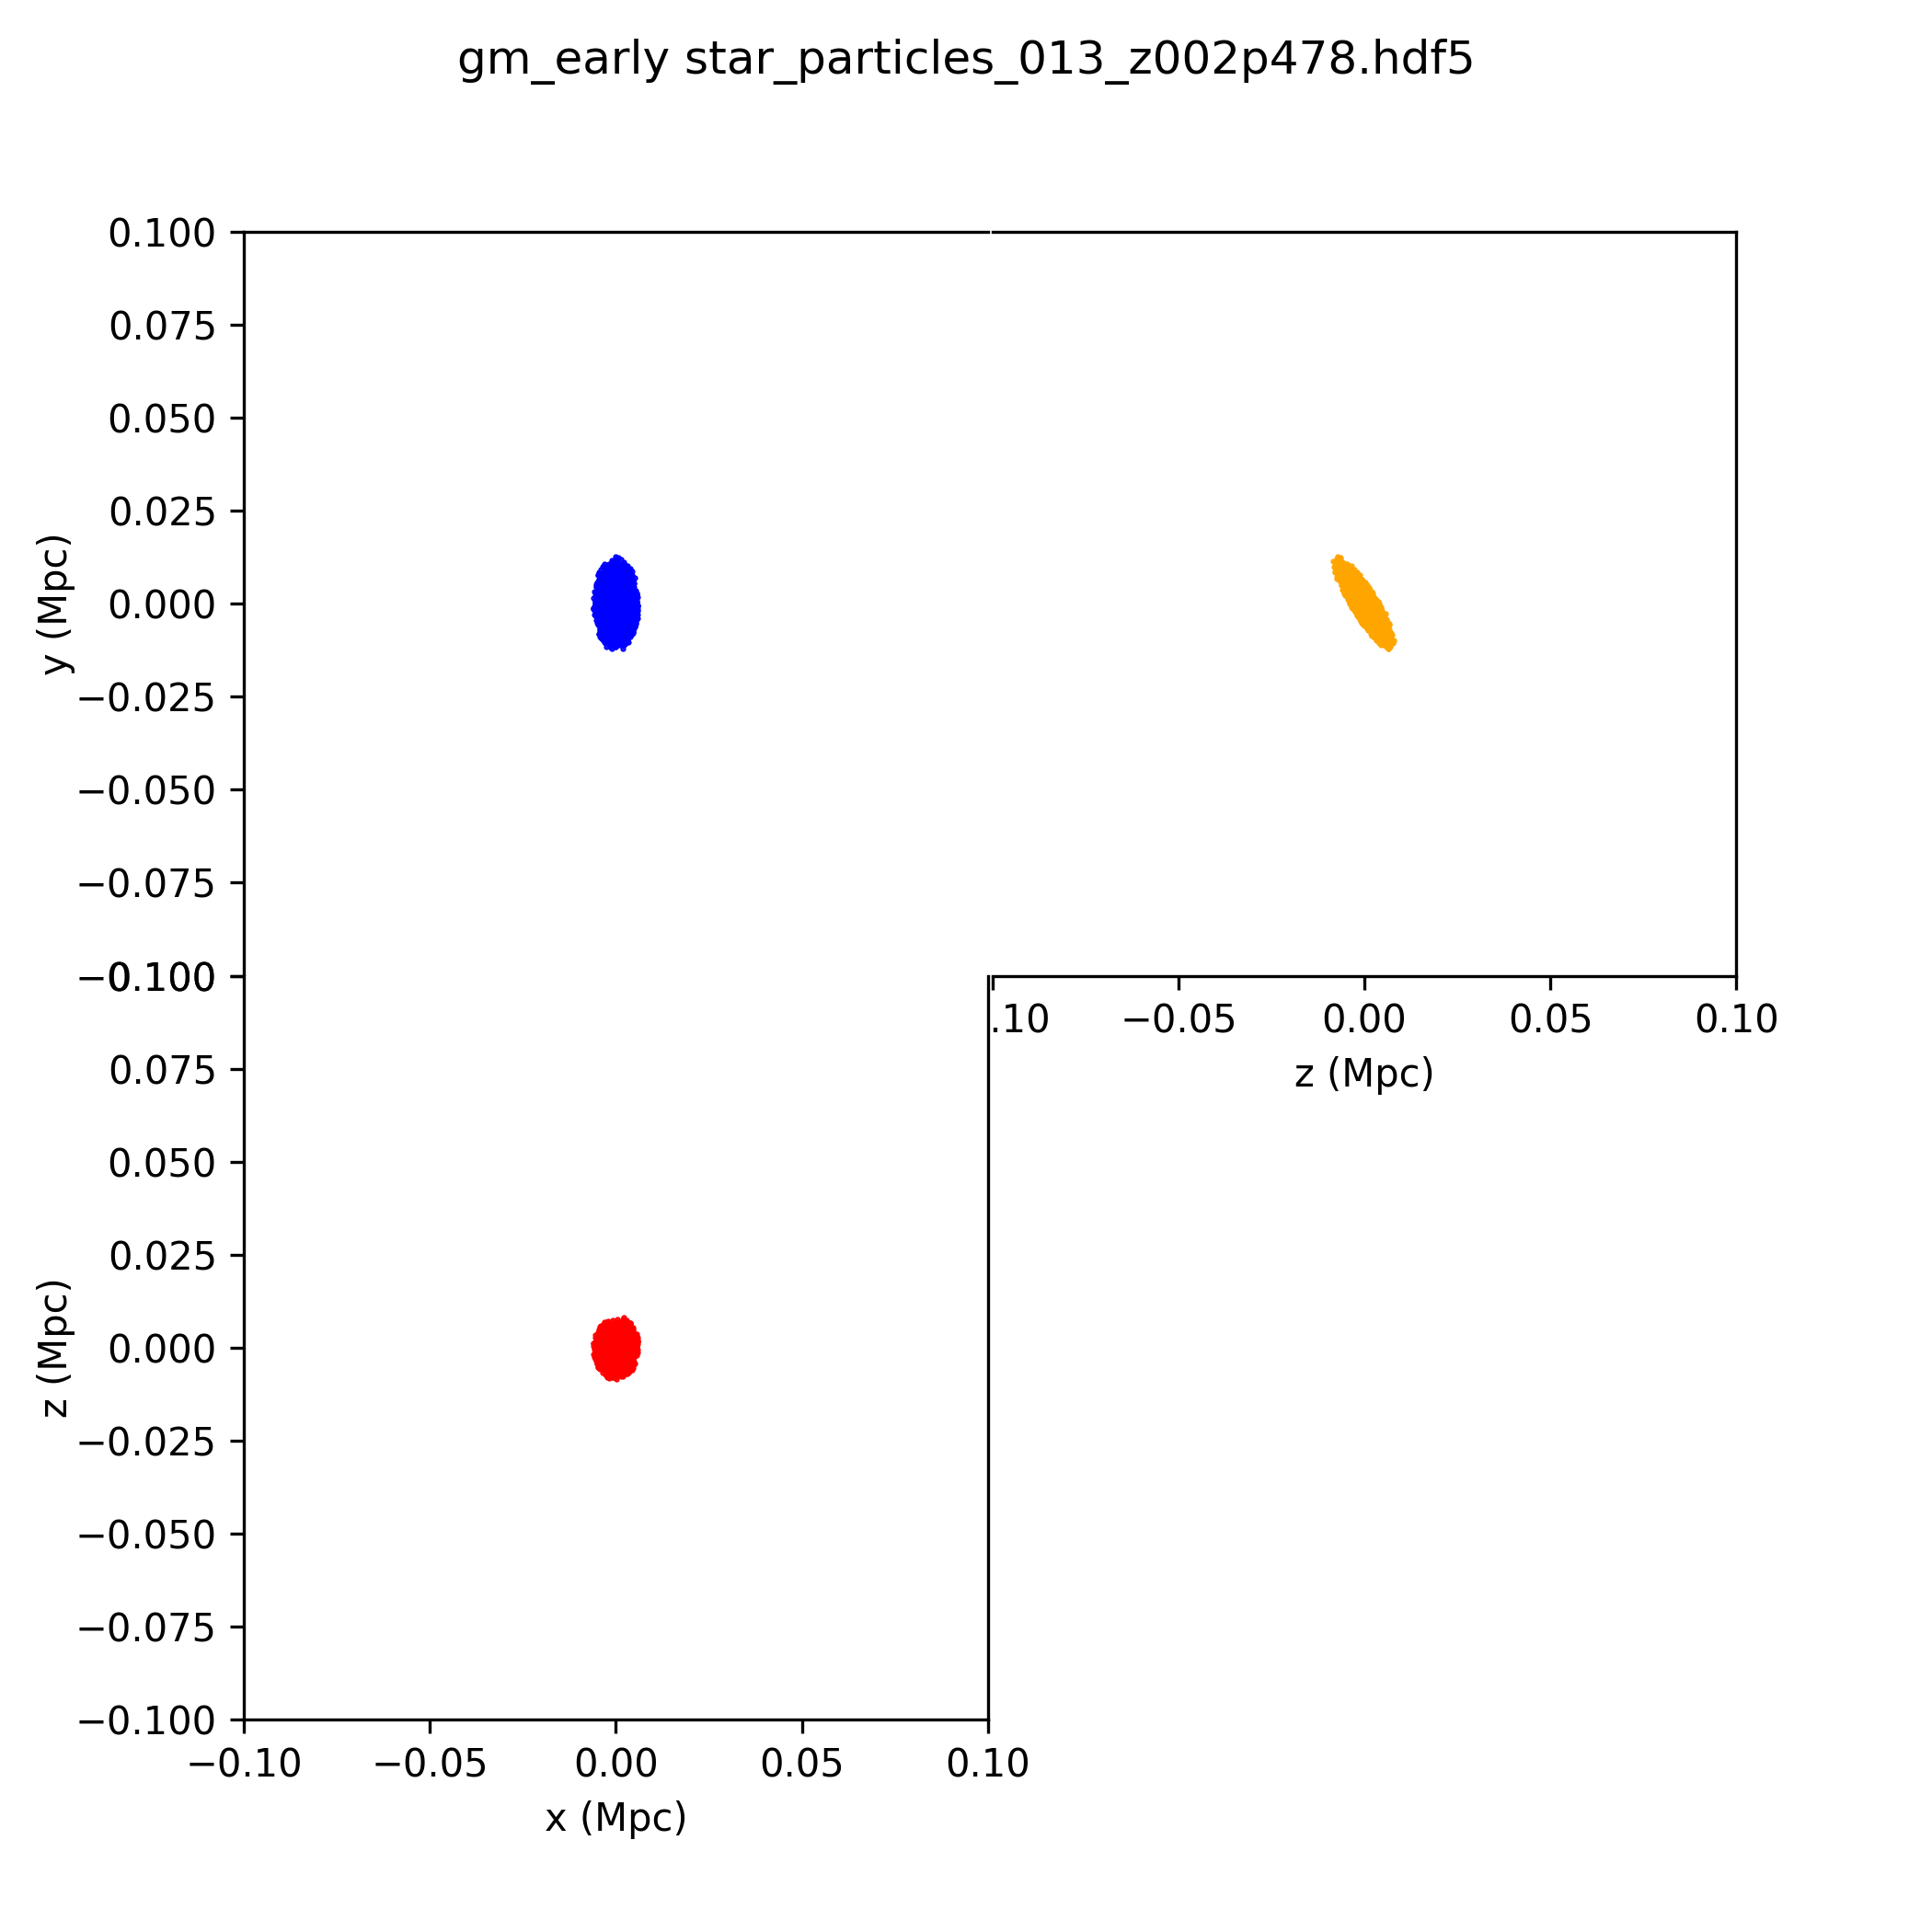 gm_early star_particles_013_z002p478.hdf5
0.100
0.075
0.050
0.025
y (Mpc)
0.000
−0.025
−0.050
−0.075
−0.100
.10 −0.05 0.00 0.05 0.10
z (Mpc)
0.075
0.050
0.025
z (Mpc)
0.000
−0.025
−0.050
−0.075
−0.100
−0.10 −0.05 0.00 0.05 0.10
x (Mpc)